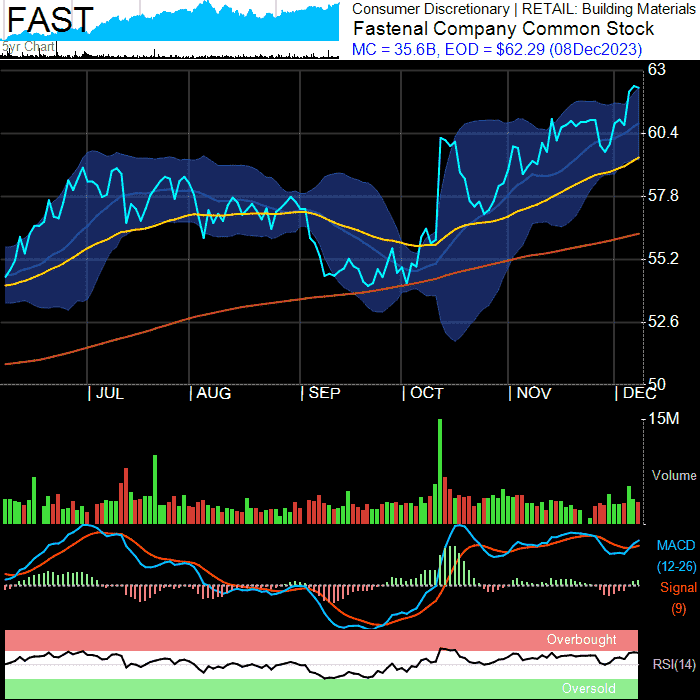 FAST
5yr Chart
Consumer Discretionary | RETAIL: Building Materials
Fastenal Company Common Stock
MC = 35.6B, EOD = $62.29 (08Dec2023)
63
60.4
57.8
55.2
52.6
50
JUL AUG SEP OCT NOV DEC
15M
Volume
MACD
(12-26)
Signal
(9)
Overbought
RSI(14)
Oversold